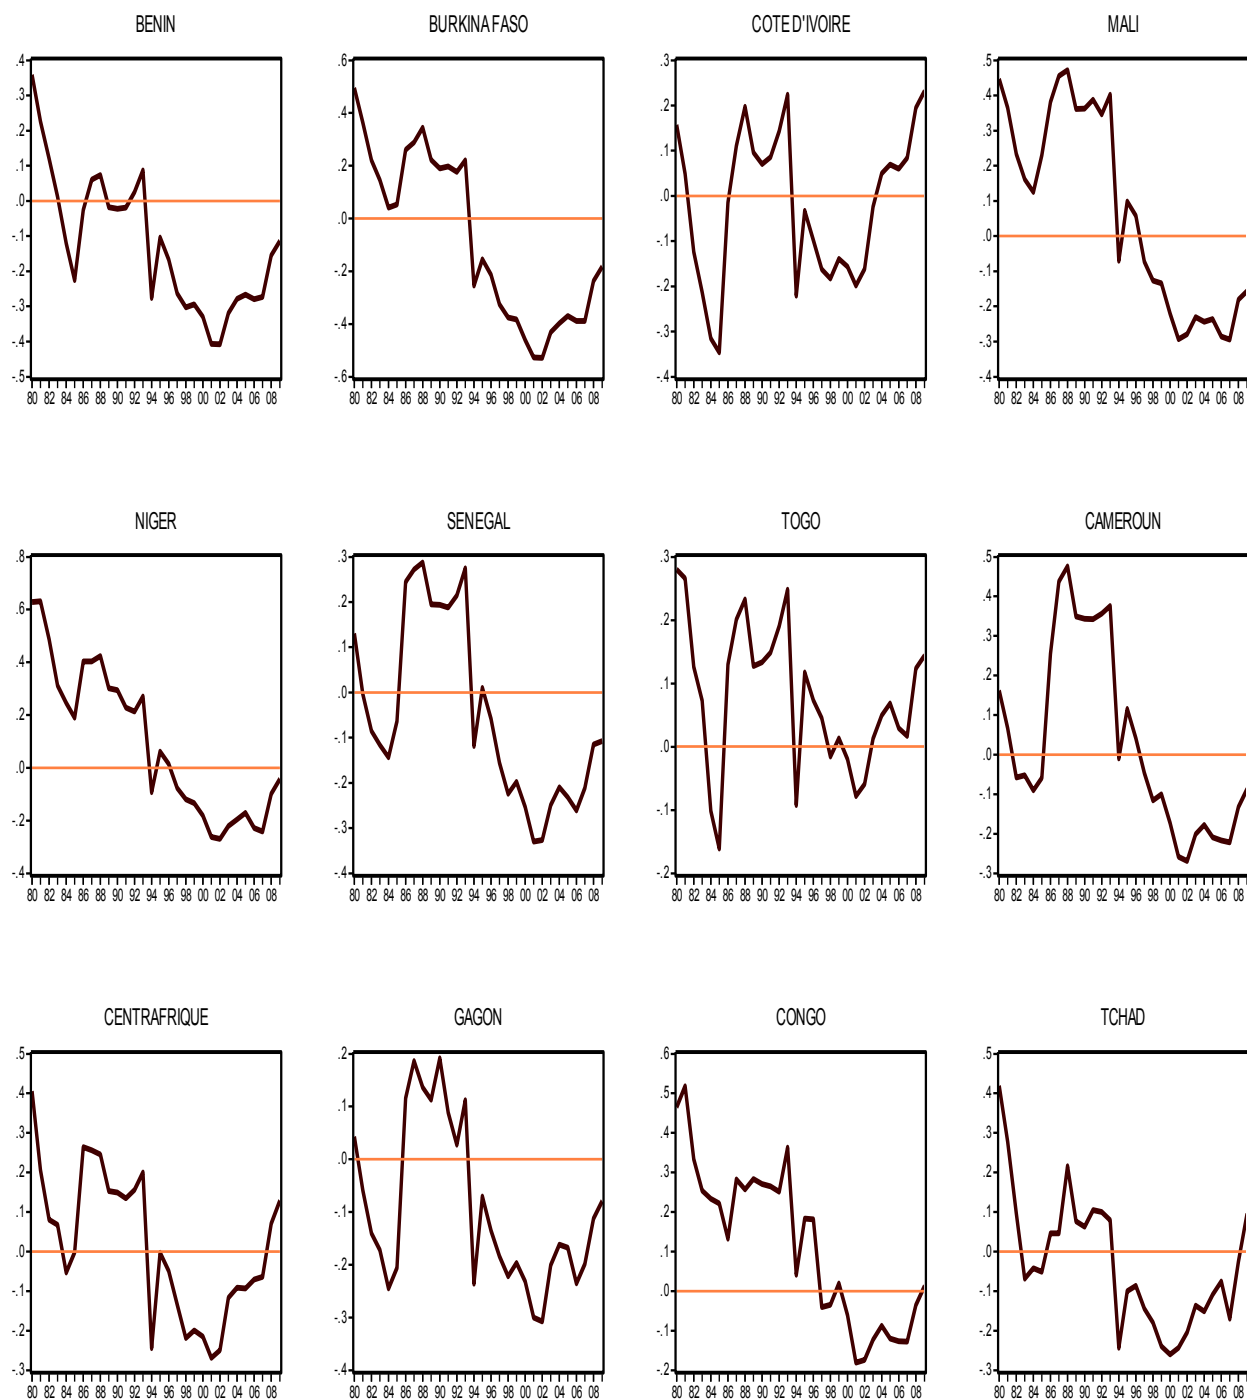 BENIN BURKINA FASO COTE D'IVOIRE MALI
.4 .6 .3 .5
.3 .4 .2 .4
.2 .2 .1 .3
.1 .0 .0 .2
.0 -.2 -.1 .1
-.1 -.4 -.2 .0
-.2 -.6 -.3 -.1
-.3 -.4 -.2
-.4 -.3
-.5 -.4
80 82 84 86 88 90 92 94 96 98 00 02 04 06 08 80 82 84 86 88 90 92 94 96 98 00 02 04 06 08 80 82 84 86 88 90 92 94 96 98 00 02 04 06 08 80 82 84 86 88 90 92 94 96 98 00 02 04 06 08
NIGER SENEGAL TOGO CAMEROUN
.8 .3 .3 .5
.6 .2 .2 .4
.4 .1 .1 .3
.2 .0 .0 .2
.0 -.1 -.1 .1
-.2 -.2 -.2 .0
-.4 -.3 -.1
-.4 -.2
-.3
80 82 84 86 88 90 92 94 96 98 00 02 04 06 08 80 82 84 86 88 90 92 94 96 98 00 02 04 06 08 80 82 84 86 88 90 92 94 96 98 00 02 04 06 08 80 82 84 86 88 90 92 94 96 98 00 02 04 06 08
CENTRAFRIQUE GAGON CONGO TCHAD
.5 .2 .6 .5
.4 .1 .5 .4
.3 .0 .4 .3
.2 -.1 .3 .2
.1 -.2 .2 .1
.0 -.3 .1 .0
-.1 -.4 .0 -.1
-.2 -.1 -.2
-.3 -.2 -.3
80 82 84 86 88 90 92 94 96 98 00 02 04 06 08 80 82 84 86 88 90 92 94 96 98 00 02 04 06 08 80 82 84 86 88 90 92 94 96 98 00 02 04 06 08 80 82 84 86 88 90 92 94 96 98 00 02 04 06 08